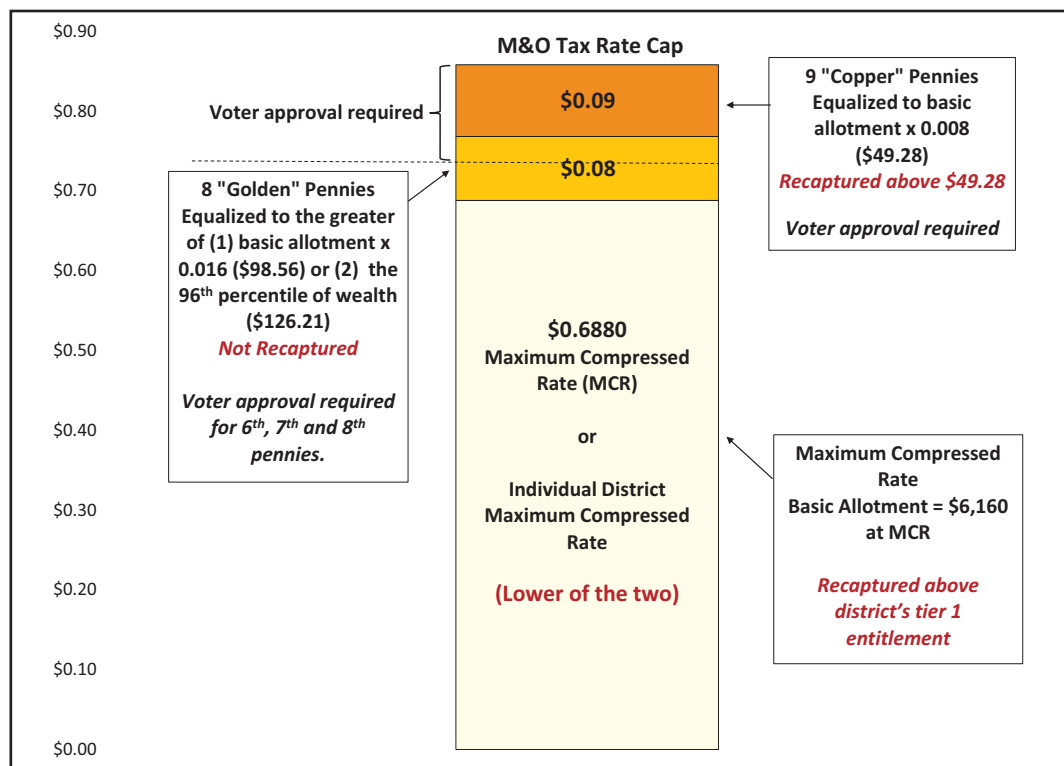 $0.90
$0.80
$0.70
$0.60
$0.50
$0.40
$0.30
$0.20
$0.10
$0.00
M&O Tax Rate Cap
Voter approval required
$0.09
$0.08
$0.6880
Maximum Compressed
Rate (MCR)
or
Individual District
Maximum Compressed
Rate
(Lower of the two)
8 "Golden" Pennies
Equalized to the greater
of (1) basic allotment x
0.016 ($98.56) or (2) the
96th percentile of wealth
($126.21)
Not Recaptured
Voter approval required
for 6th, 7th and 8th
pennies.
9 "Copper" Pennies
Equalized to basic
allotment x 0.008
($49.28)
Recaptured above $49.28
Voter approval required
Maximum Compressed
Rate
Basic Allotment = $6,160
at MCR
Recaptured above
district’s tier 1
entitlement